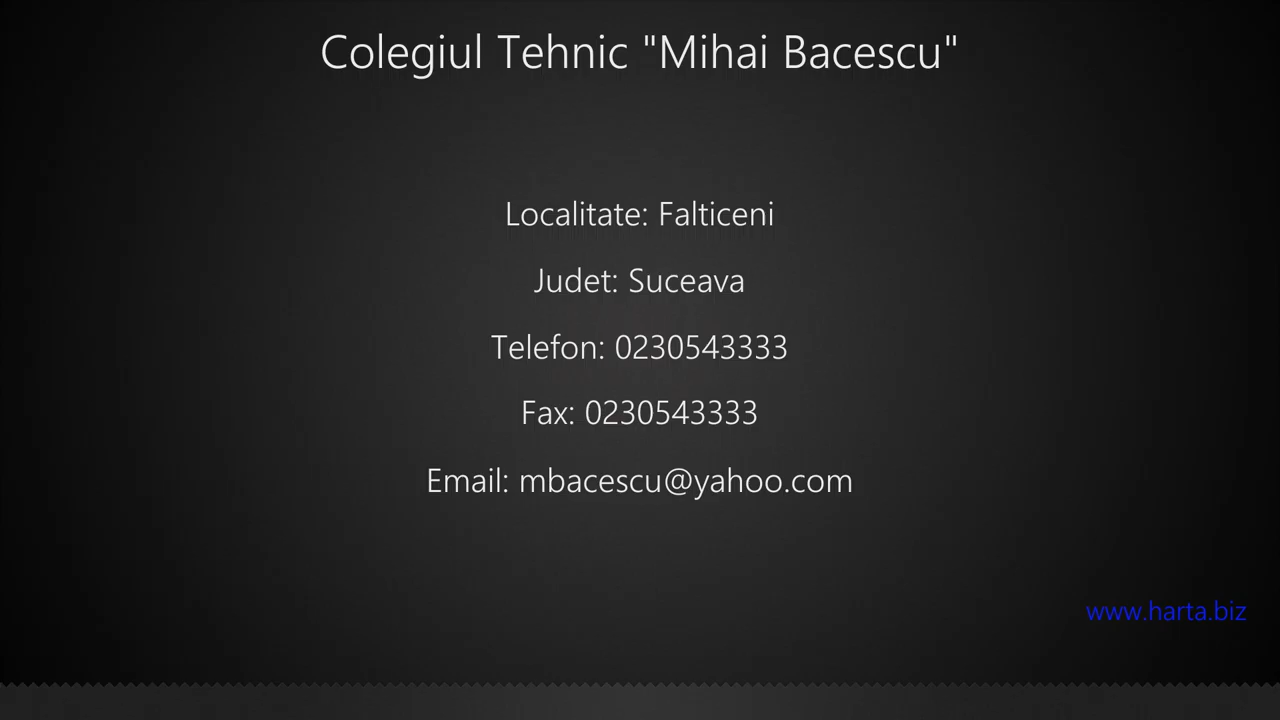 Colegiul Tehnic "Mihai Bacescu"
Localitate: Falticeni
Judet: Suceava
Telefon: 0230543333
Fax: 0230543333
Email: mbacescu@yahoo.com
www.harta.biz